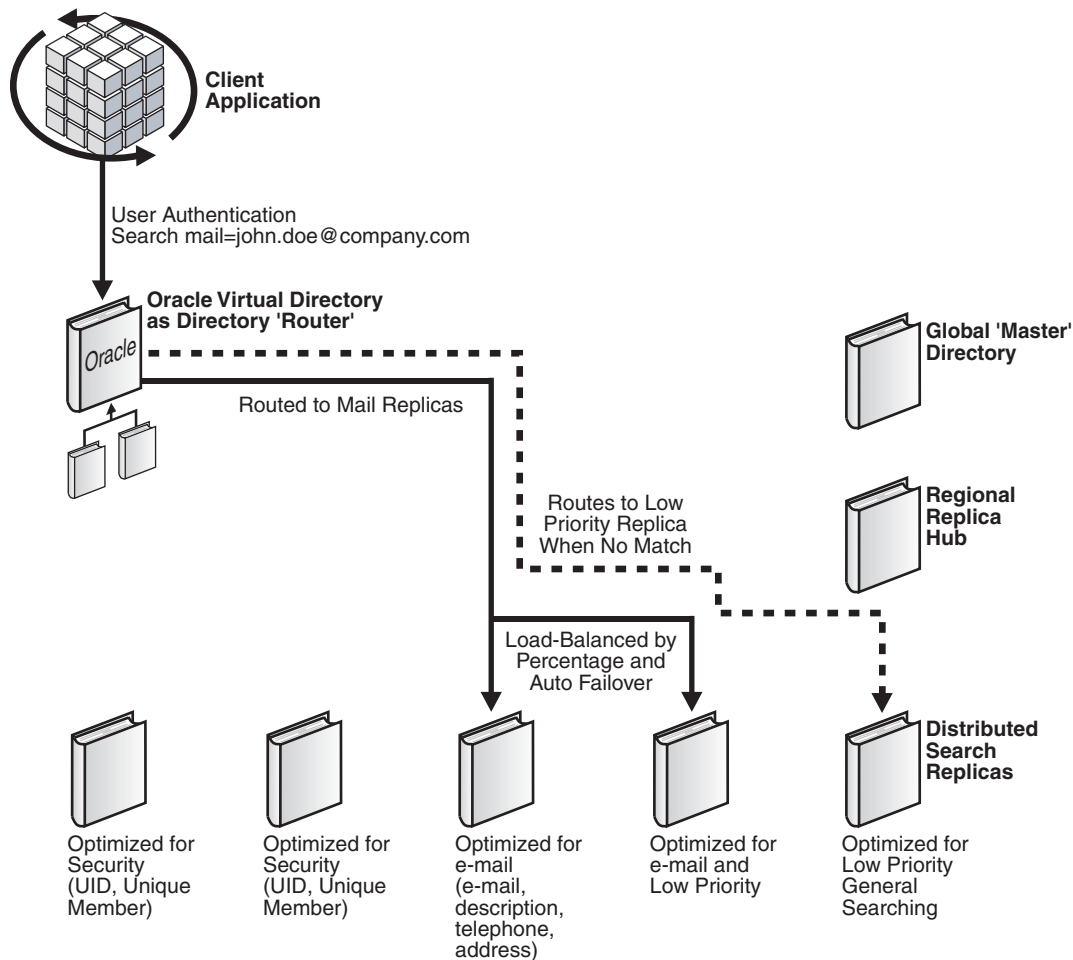 Client
Application
User Authentication
Search mail=john.doe@company.com
Oracle Virtual Directory
as Directory 'Router'
Oracle
Global 'Master'
Directory
Routed to Mail Replicas
Regional
Replica
Hub
Routes to Low
Priority Replica
When No Match
Load-Balanced by
Percentage and
Auto Failover
Distributed
Search
Replicas
Optimized for
Security
(UID, Unique
Member)
Optimized for
Security
(UID, Unique
Member)
Optimized for
e-mail
(e-mail,
description,
telephone,
address)
Optimized for
e-mail and
Low Priority
Optimized for
Low Priority
General
Searching